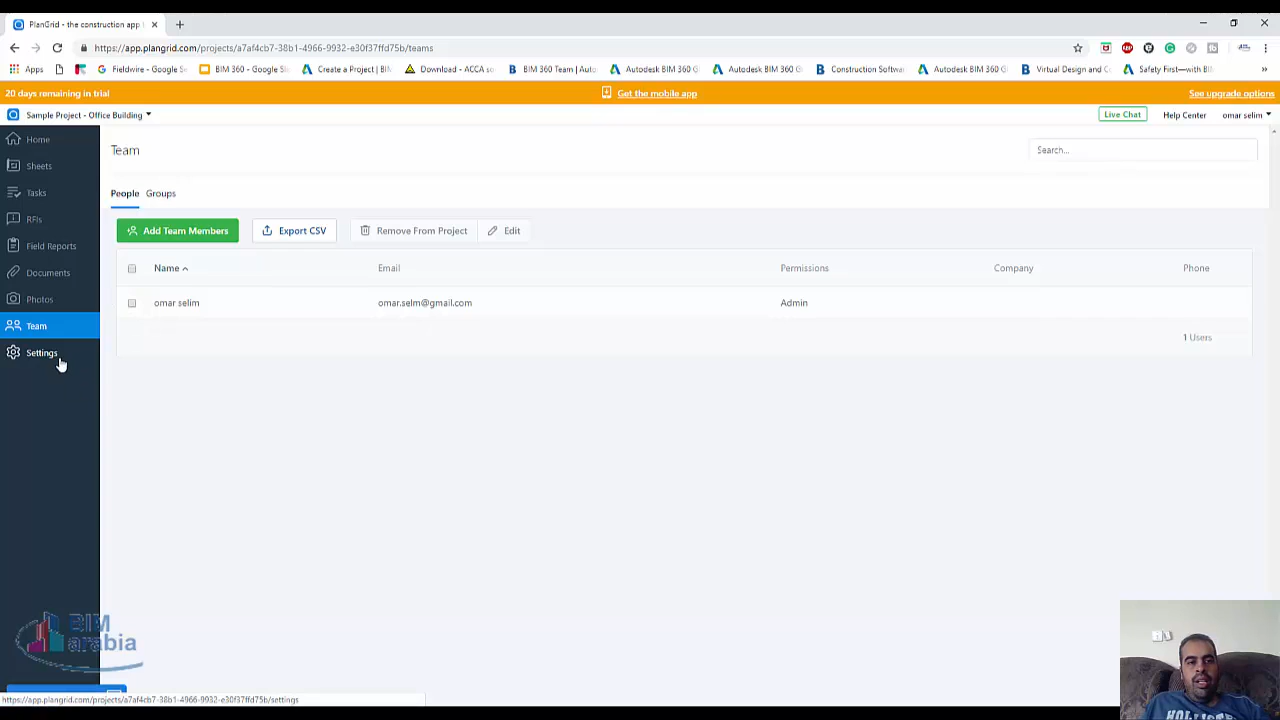 PlanGrid - the construction app
https://app.plangrid.com/projects/a7af4cb7-38b1-4966-9932-e30f37ffd75b/teams
Apps
Fieldwire - Google S
BIM 360 - Google Sl
Create a Project | BIM
Download - ACCA so
BIM 360 Team | Auto
Autodesk BIM 360 G
Autodesk BIM 360 G
Construction Softwa
Autodesk BIM 360 G
Virtual Design and C
Safety First—with BI
20 days remaining in trial
Get the mobile app
See upgrade options
Sample Project - Office Building
Live Chat
Help Center
omar selim
Home
Sheets
Tasks
RFIs
Field Reports
Documents
Photos
Team
Settings
Team
Search...
People
Groups
Add Team Members
Export CSV
Remove From Project
Edit
Name
Email
Permissions
Company
Phone
omar selim
omar.selm@gmail.com
Admin
1 Users
BIM
arabia
https://app.plangrid.com/projects/a7af4cb7-38b1-4966-9932-e30f37ffd75b/settings